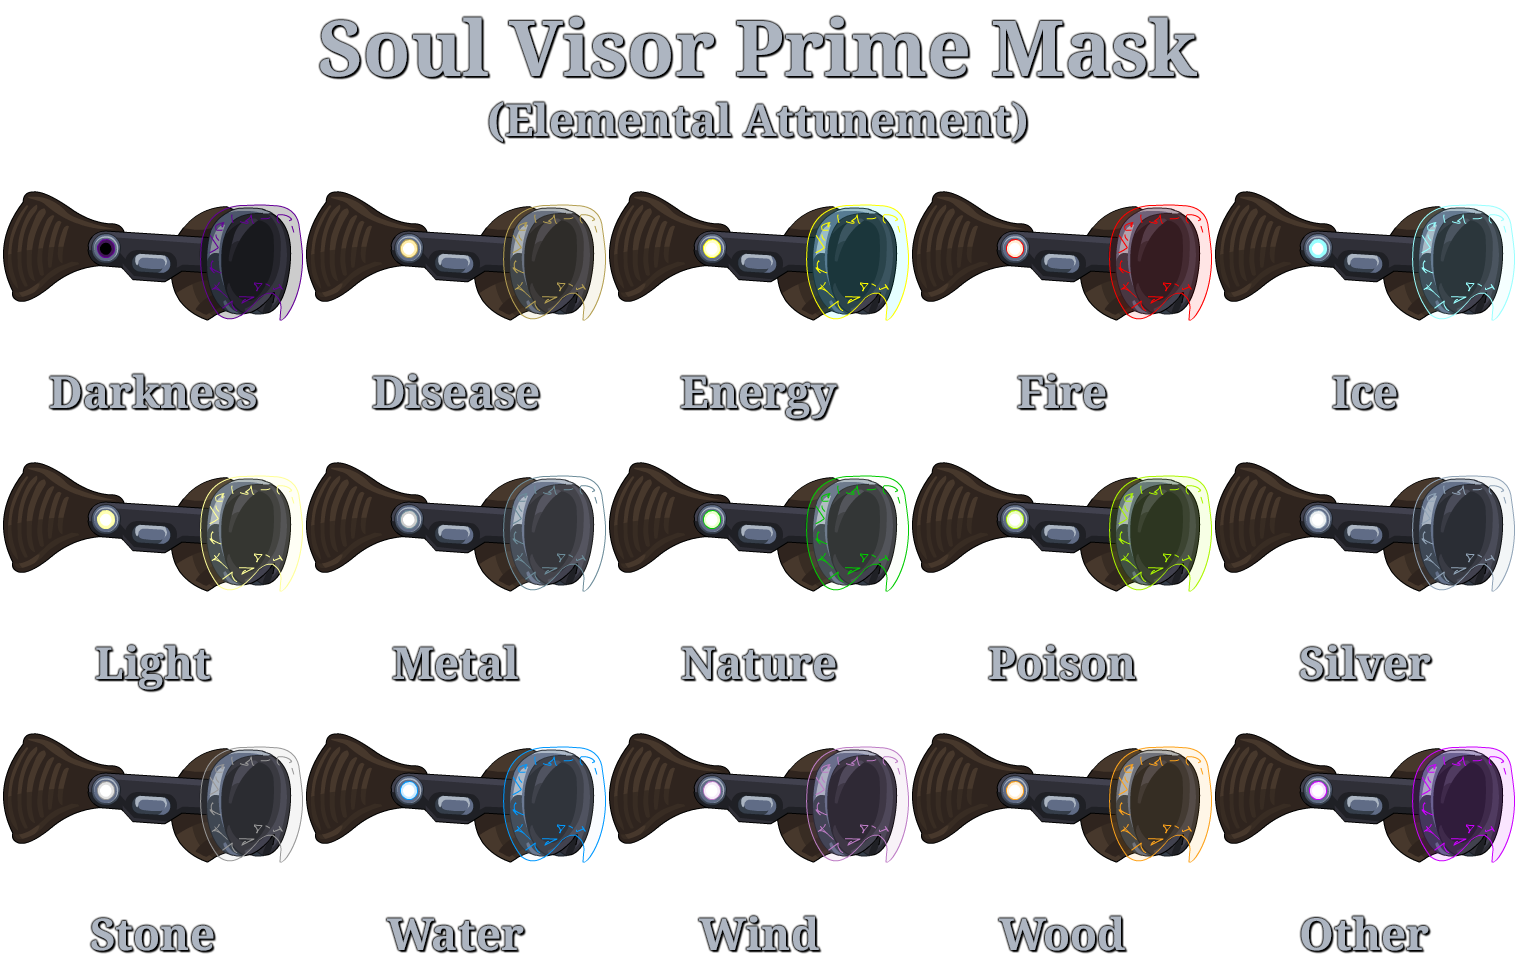 Soul Visor Prime Mask
(Elemental Attunement)
Darkness Disease Energy Fire Ice
Light Metal Nature Poison Silver
Stone Water Wind Wood Other